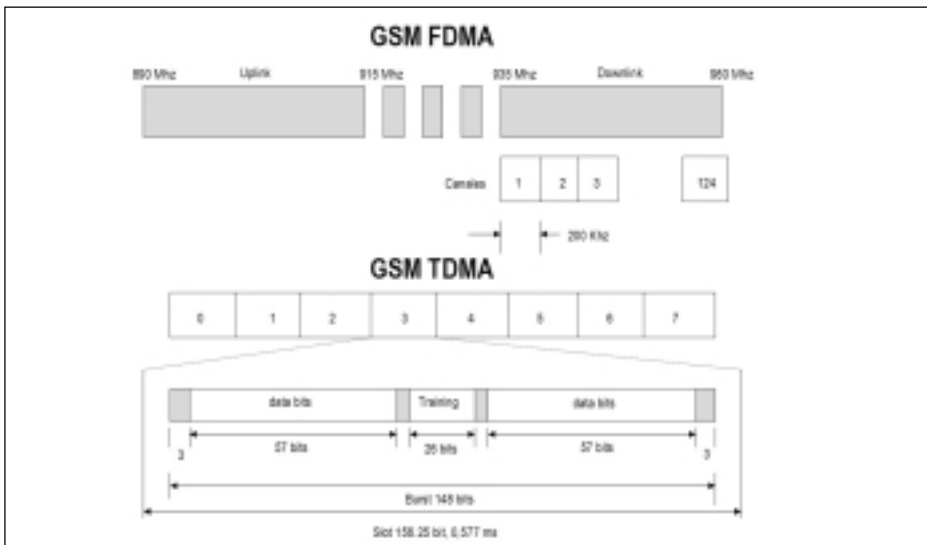 GSM FDMA
890 Mhz Uplink 915 Mhz 935 Mhz Downlink 960 Mhz
Canales 1 2 3 124
200 Khz
GSM TDMA
0 1 2 3 4 5 6 7
data bits Training data bits
3 57 bits 26 bits 57 bits 3
Burst 148 bits
Slot 156.25 bit, 0,577 ms